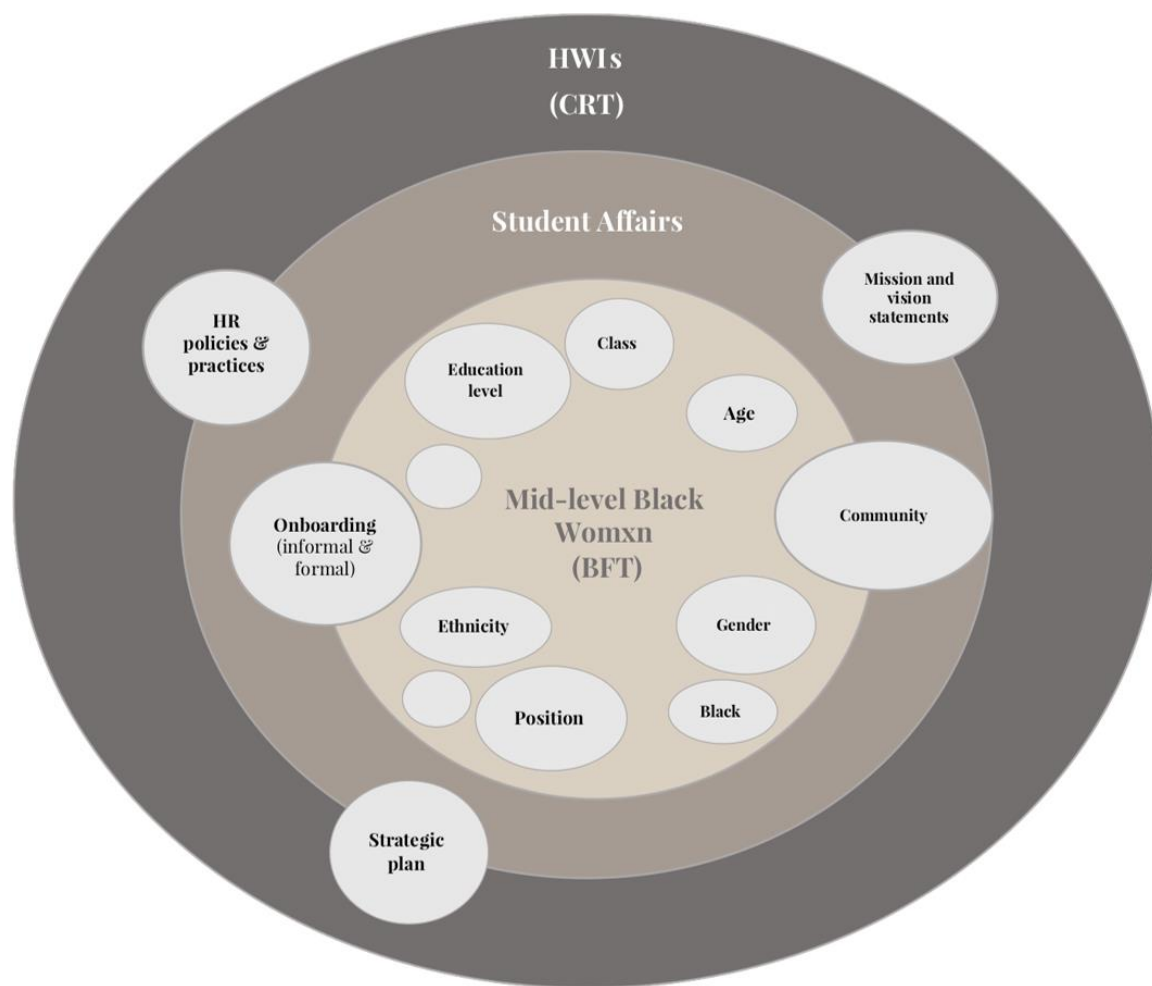 HWIs
(CRT)
Student Affairs
Mission and
vision
statements
HR
policies &
practices
Class
Education
level
Age
Mid-level Black
Womxn
(BFT)
Community
Onboarding
(informal &
formal)
Ethnicity
Gender
Position
Black
Strategic
plan